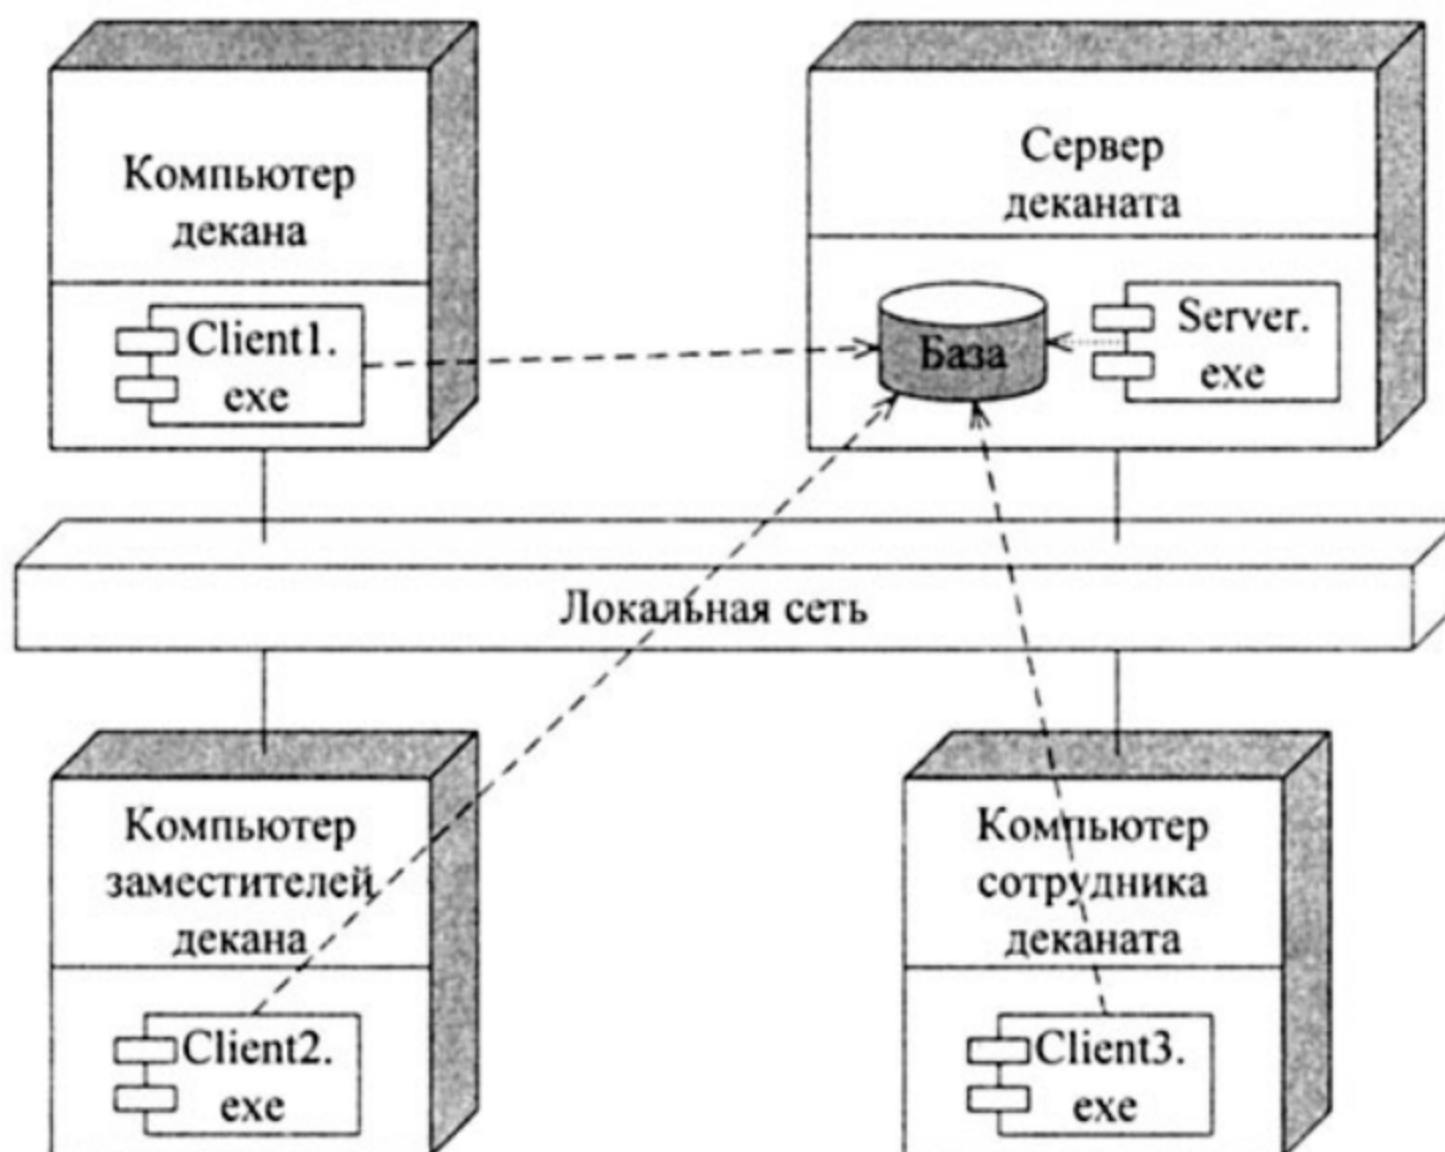 Компьютер
декана
Client1.
exe
Сервер
деканата
База
Server.
exe
Локальная сеть
Компьютер
заместителей
декана
Client2.
exe
Компьютер
сотрудника
деканата
Client3.
exe